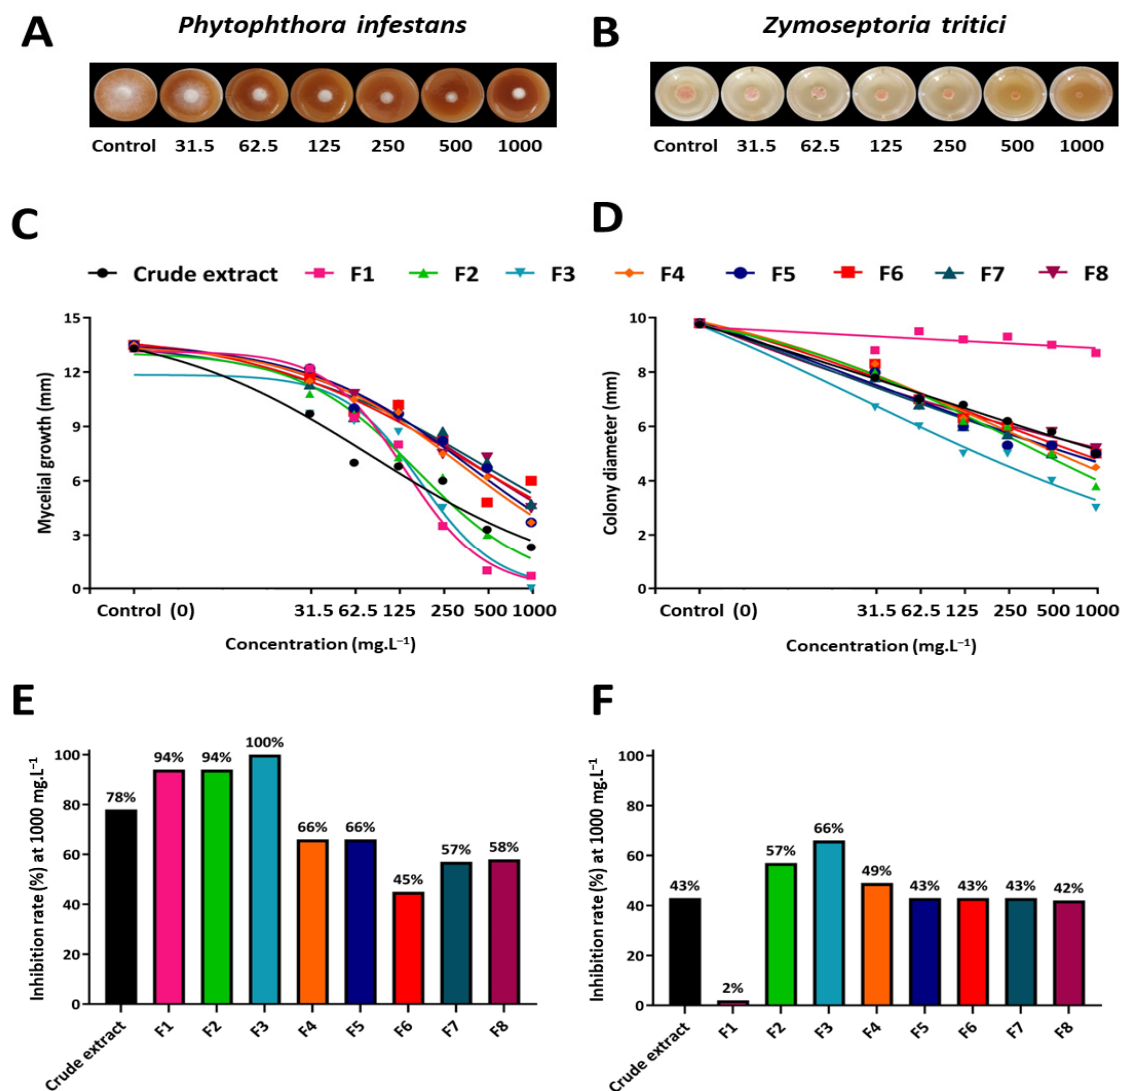 A
Phytophthora infestans
B
Zymoseptoria tritici
Control 31.5 62.5 125 250 500 1000
Control 31.5 62.5 125 250 500 1000
C
D
Crude extract F1 F2 F3 F4 F5 F6 F7 F8
Mycelial growth (mm)
15
12
9
6
3
0
Control (0) 31.5 62.5 125 250 500 1000
Concentration (mg.L⁻¹)
Colony diameter (mm)
10
8
6
4
2
0
Control (0) 31.5 62.5 125 250 500 1000
Concentration (mg.L⁻¹)
E
Inhibition rate (%) at 1000 mg.L⁻¹
100
80
60
40
20
0
78% 94% 94% 100% 66% 66% 45% 57% 58%
Crude extract F1 F2 F3 F4 F5 F6 F7 F8
F
Inhibition rate (%) at 1000 mg.L⁻¹
100
80
60
40
20
0
43% 2% 57% 66% 49% 43% 43% 43% 42%
Crude extract F1 F2 F3 F4 F5 F6 F7 F8